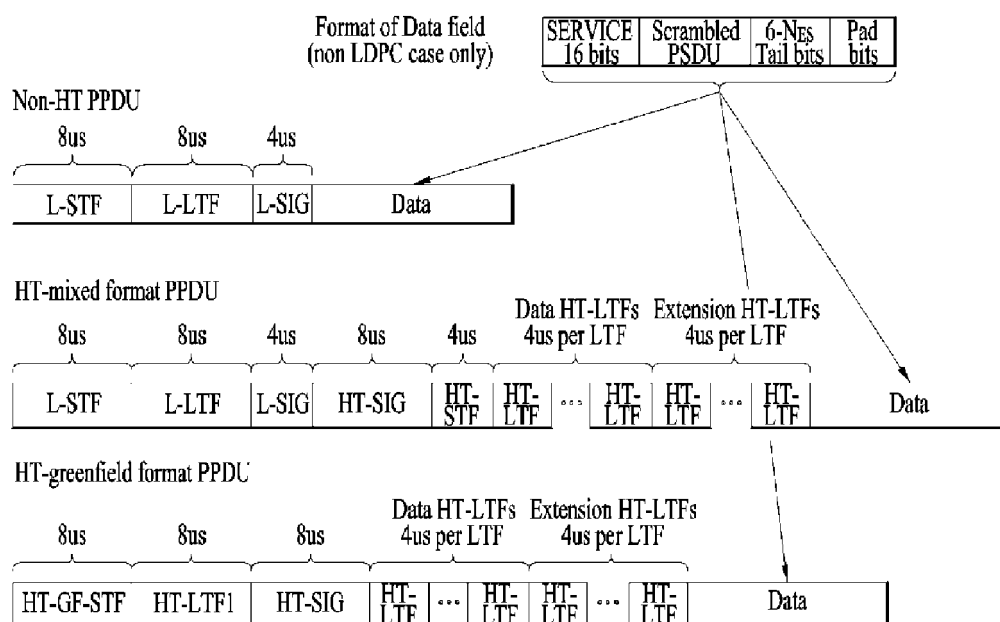 Format of Data field
(non LDPC case only)
SERVICE 16 bits
Scrambled PSDU
6-NES Tail bits
Pad bits
Non-HT PPDU
8us 8us 4us
L-STF L-LTF L-SIG Data
HT-mixed format PPDU
Data HT-LTFs 4us per LTF
Extension HT-LTFs 4us per LTF
8us 8us 4us 8us 4us
L-STF L-LTF L-SIG HT-SIG HT-STF HT-LTF ... HT-LTF HT-LTF ... HT-LTF Data
HT-greenfield format PPDU
Data HT-LTFs 4us per LTF
Extension HT-LTFs 4us per LTF
8us 8us 8us
HT-GF-STF HT-LTF1 HT-SIG HT-LTF ... HT-LTF HT-LTF ... HT-LTF Data